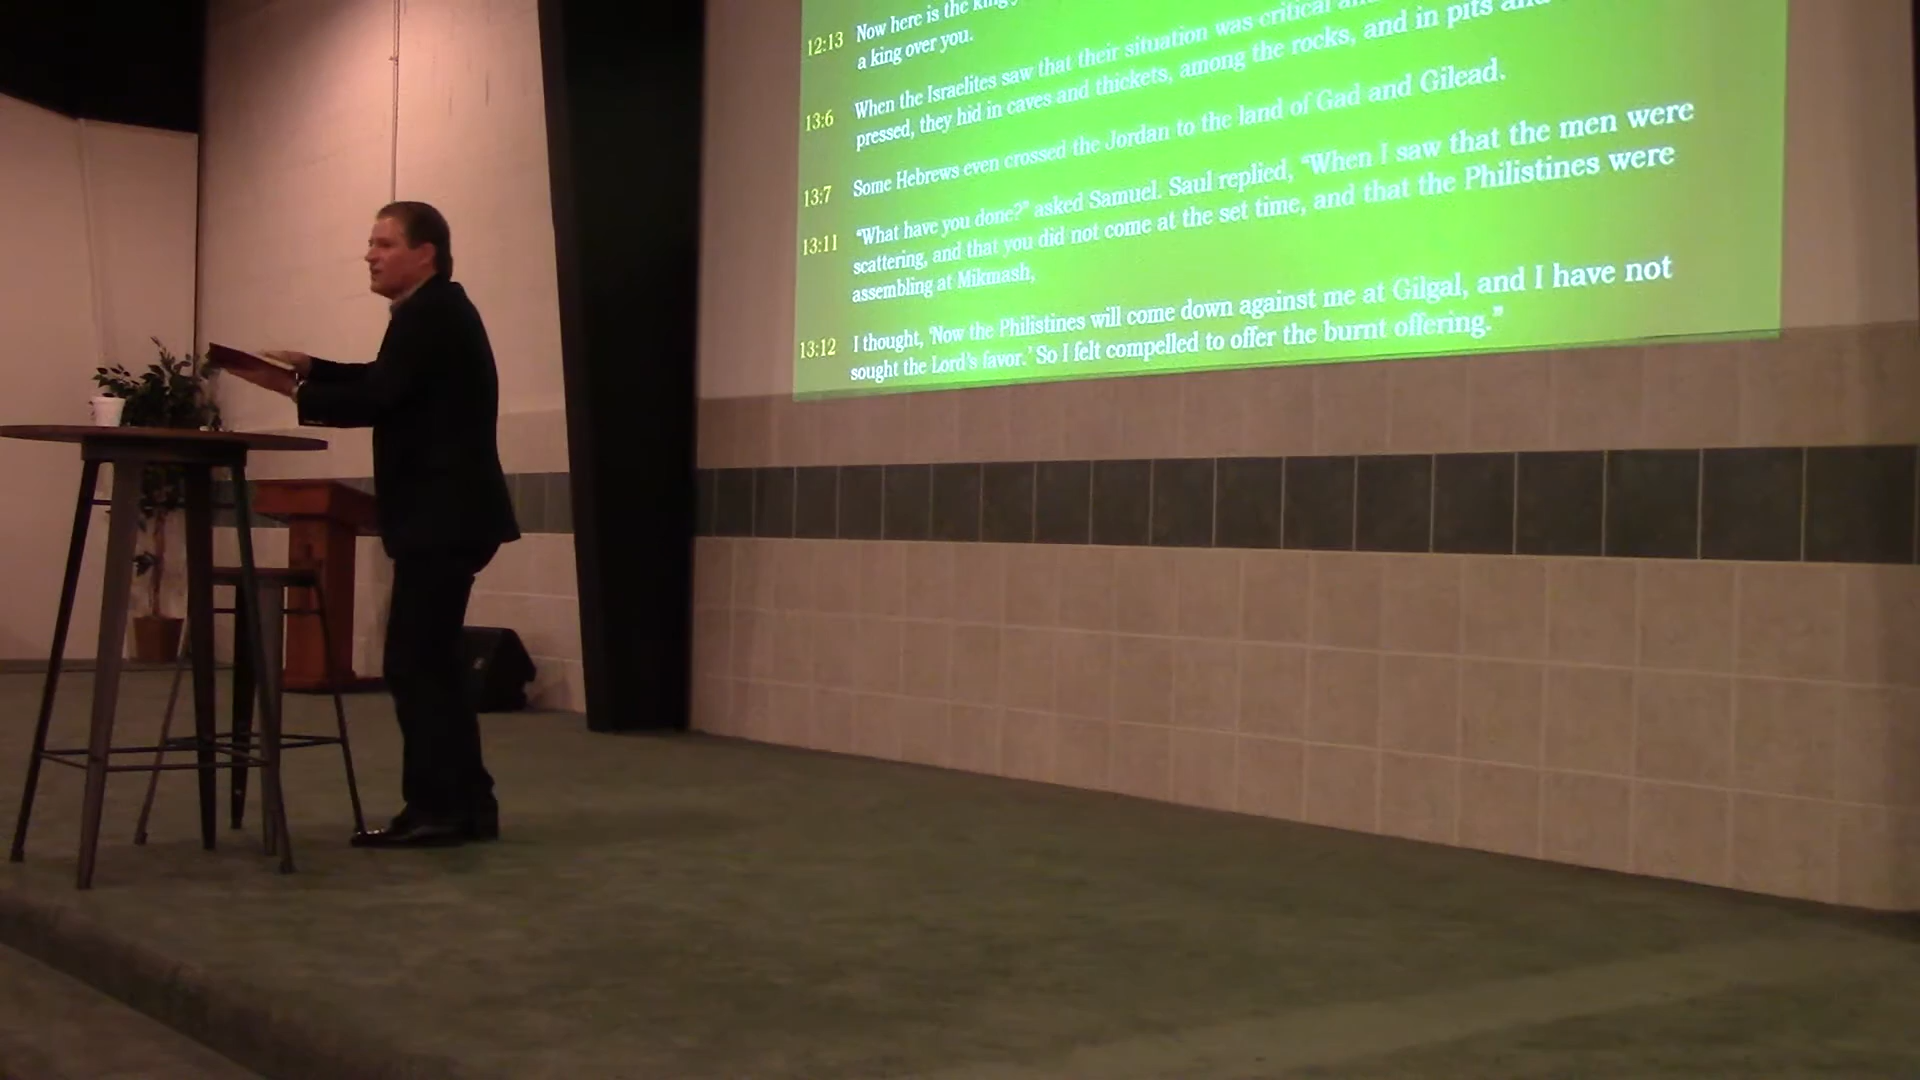 12:13 Now here is the king
a king over you.
13:6 When the Israelites saw that their situation was critical
pressed, they hid in caves and thickets, among the rocks, and in pits and
13:7 Some Hebrews even crossed the Jordan to the land of Gad and Gilead.
13:11 “What have you done?” asked Samuel. Saul replied, “When I saw that the men were
scattering, and that you did not come at the set time, and that the Philistines were
assembling at Mikmash,
13:12 I thought, ‘Now the Philistines will come down against me at Gilgal, and I have not
sought the Lord’s favor.’ So I felt compelled to offer the burnt offering.”